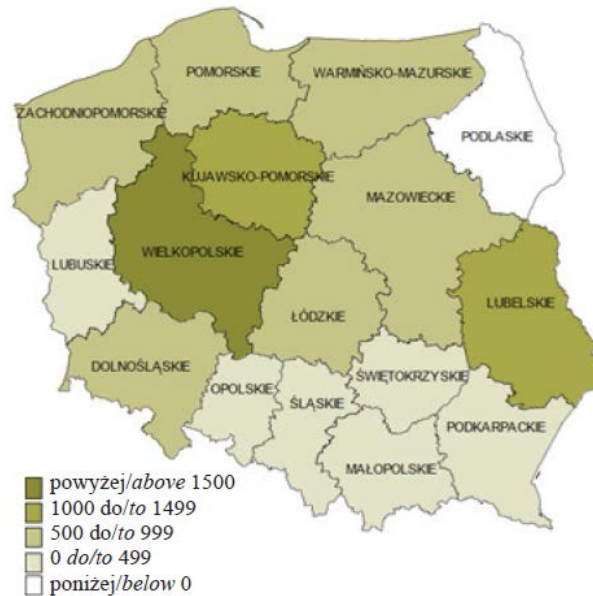 POMORSKIE
WARMIŃSKO-MAZURSKIE
ZACHODNIOPOMORSKIE
PODLASKIE
KUJAWSKO-POMORSKIE
MAZOWIECKIE
WIELKOPOLSKIE
LUBUSKIE
LUBELSKIE
ŁÓDZKIE
DOLNOŚLĄSKIE
ŚWIĘTOKRZYSKIE
OPOLSKIE
ŚLĄSKIE
PODKARPACKIE
MAŁOPOLSKIE
powyżej/above 1500
1000 do/to 1499
500 do/to 999
0 do/to 499
poniżej/below 0